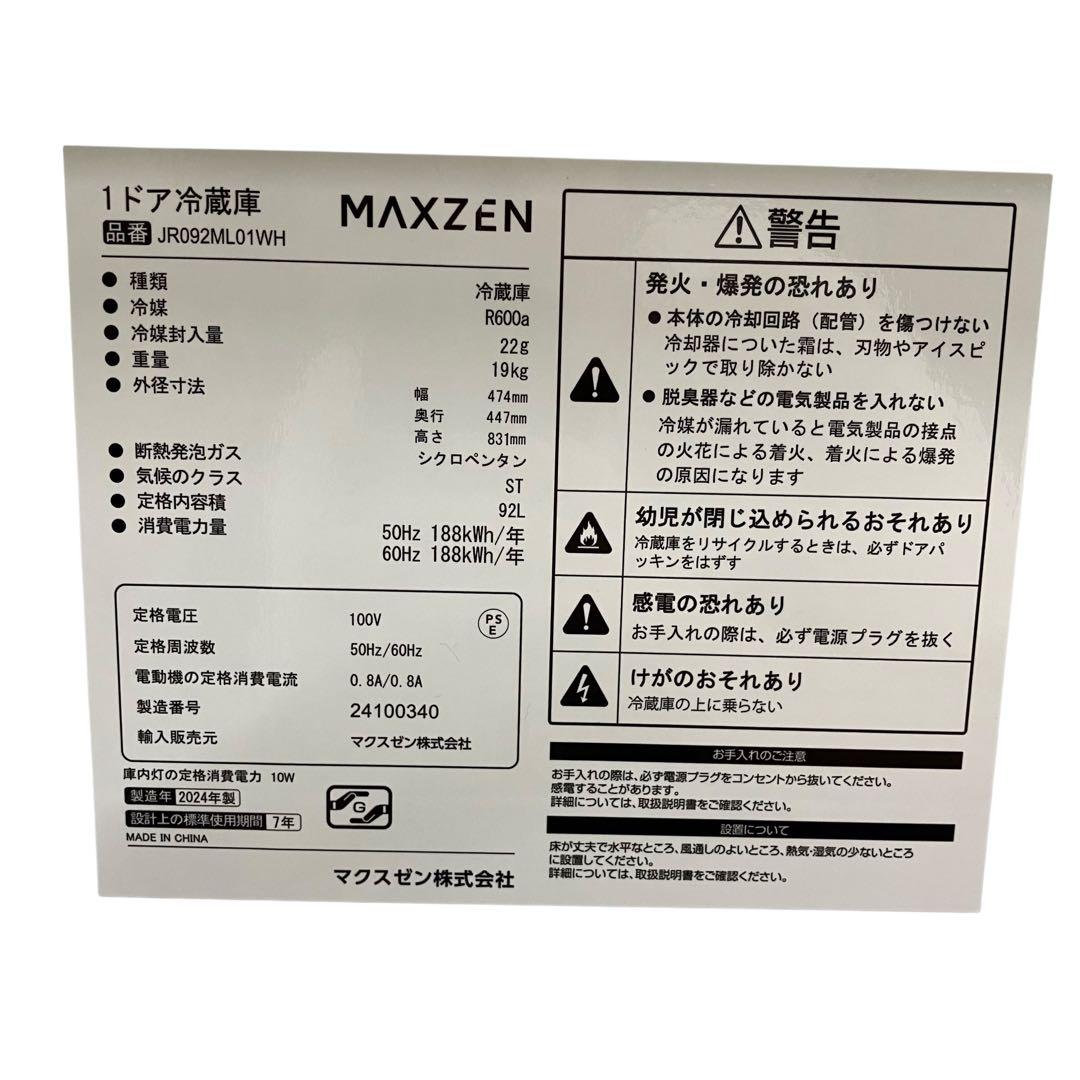 1ドア冷蔵庫
MAXZEN
品番 JR092ML01WH
● 種類 冷蔵庫
● 冷媒 R600a
● 冷媒封入量 22g
● 重量 19kg
● 外径寸法
幅 474mm
奥行 447mm
高さ 831mm
● 断熱発泡ガス シクロペンタン
● 気候のクラス ST
● 定格内容積 92L
● 消費電力量 50Hz 188kWh/年
60Hz 188kWh/年
定格電圧 100V
PS
E
定格周波数 50Hz/60Hz
電動機の定格消費電流 0.8A/0.8A
製造番号 24100340
輸入販売元 マクスゼン株式会社
庫内灯の定格消費電力 10W
製造年 2024年製
設計上の標準使用期間 7年
G
MADE IN CHINA
マクスゼン株式会社
警告
発火・爆発の恐れあり
● 本体の冷却回路（配管）を傷つけない
冷却器についた霜は、刃物やアイスピ
ックで取り除かない
● 脱臭器などの電気製品を入れない
冷媒が漏れていると電気製品の接点
の火花による着火、着火による爆発
の原因になります
幼児が閉じ込められるおそれあり
冷蔵庫をリサイクルするときは、必ずドアパ
ッキンをはずす
感電の恐れあり
お手入れの際は、必ず電源プラグを抜く
けがのおそれあり
冷蔵庫の上に乗らない
お手入れのご注意
お手入れの際は、必ず電源プラグをコンセントから抜いてください。
感電することがあります。
詳細については、取扱説明書をご確認ください。
設置について
床が丈夫で水平なところ、風通しのよいところ、熱気・湿気の少ないところ
に設置してください。
詳細については、取扱説明書をご確認ください。